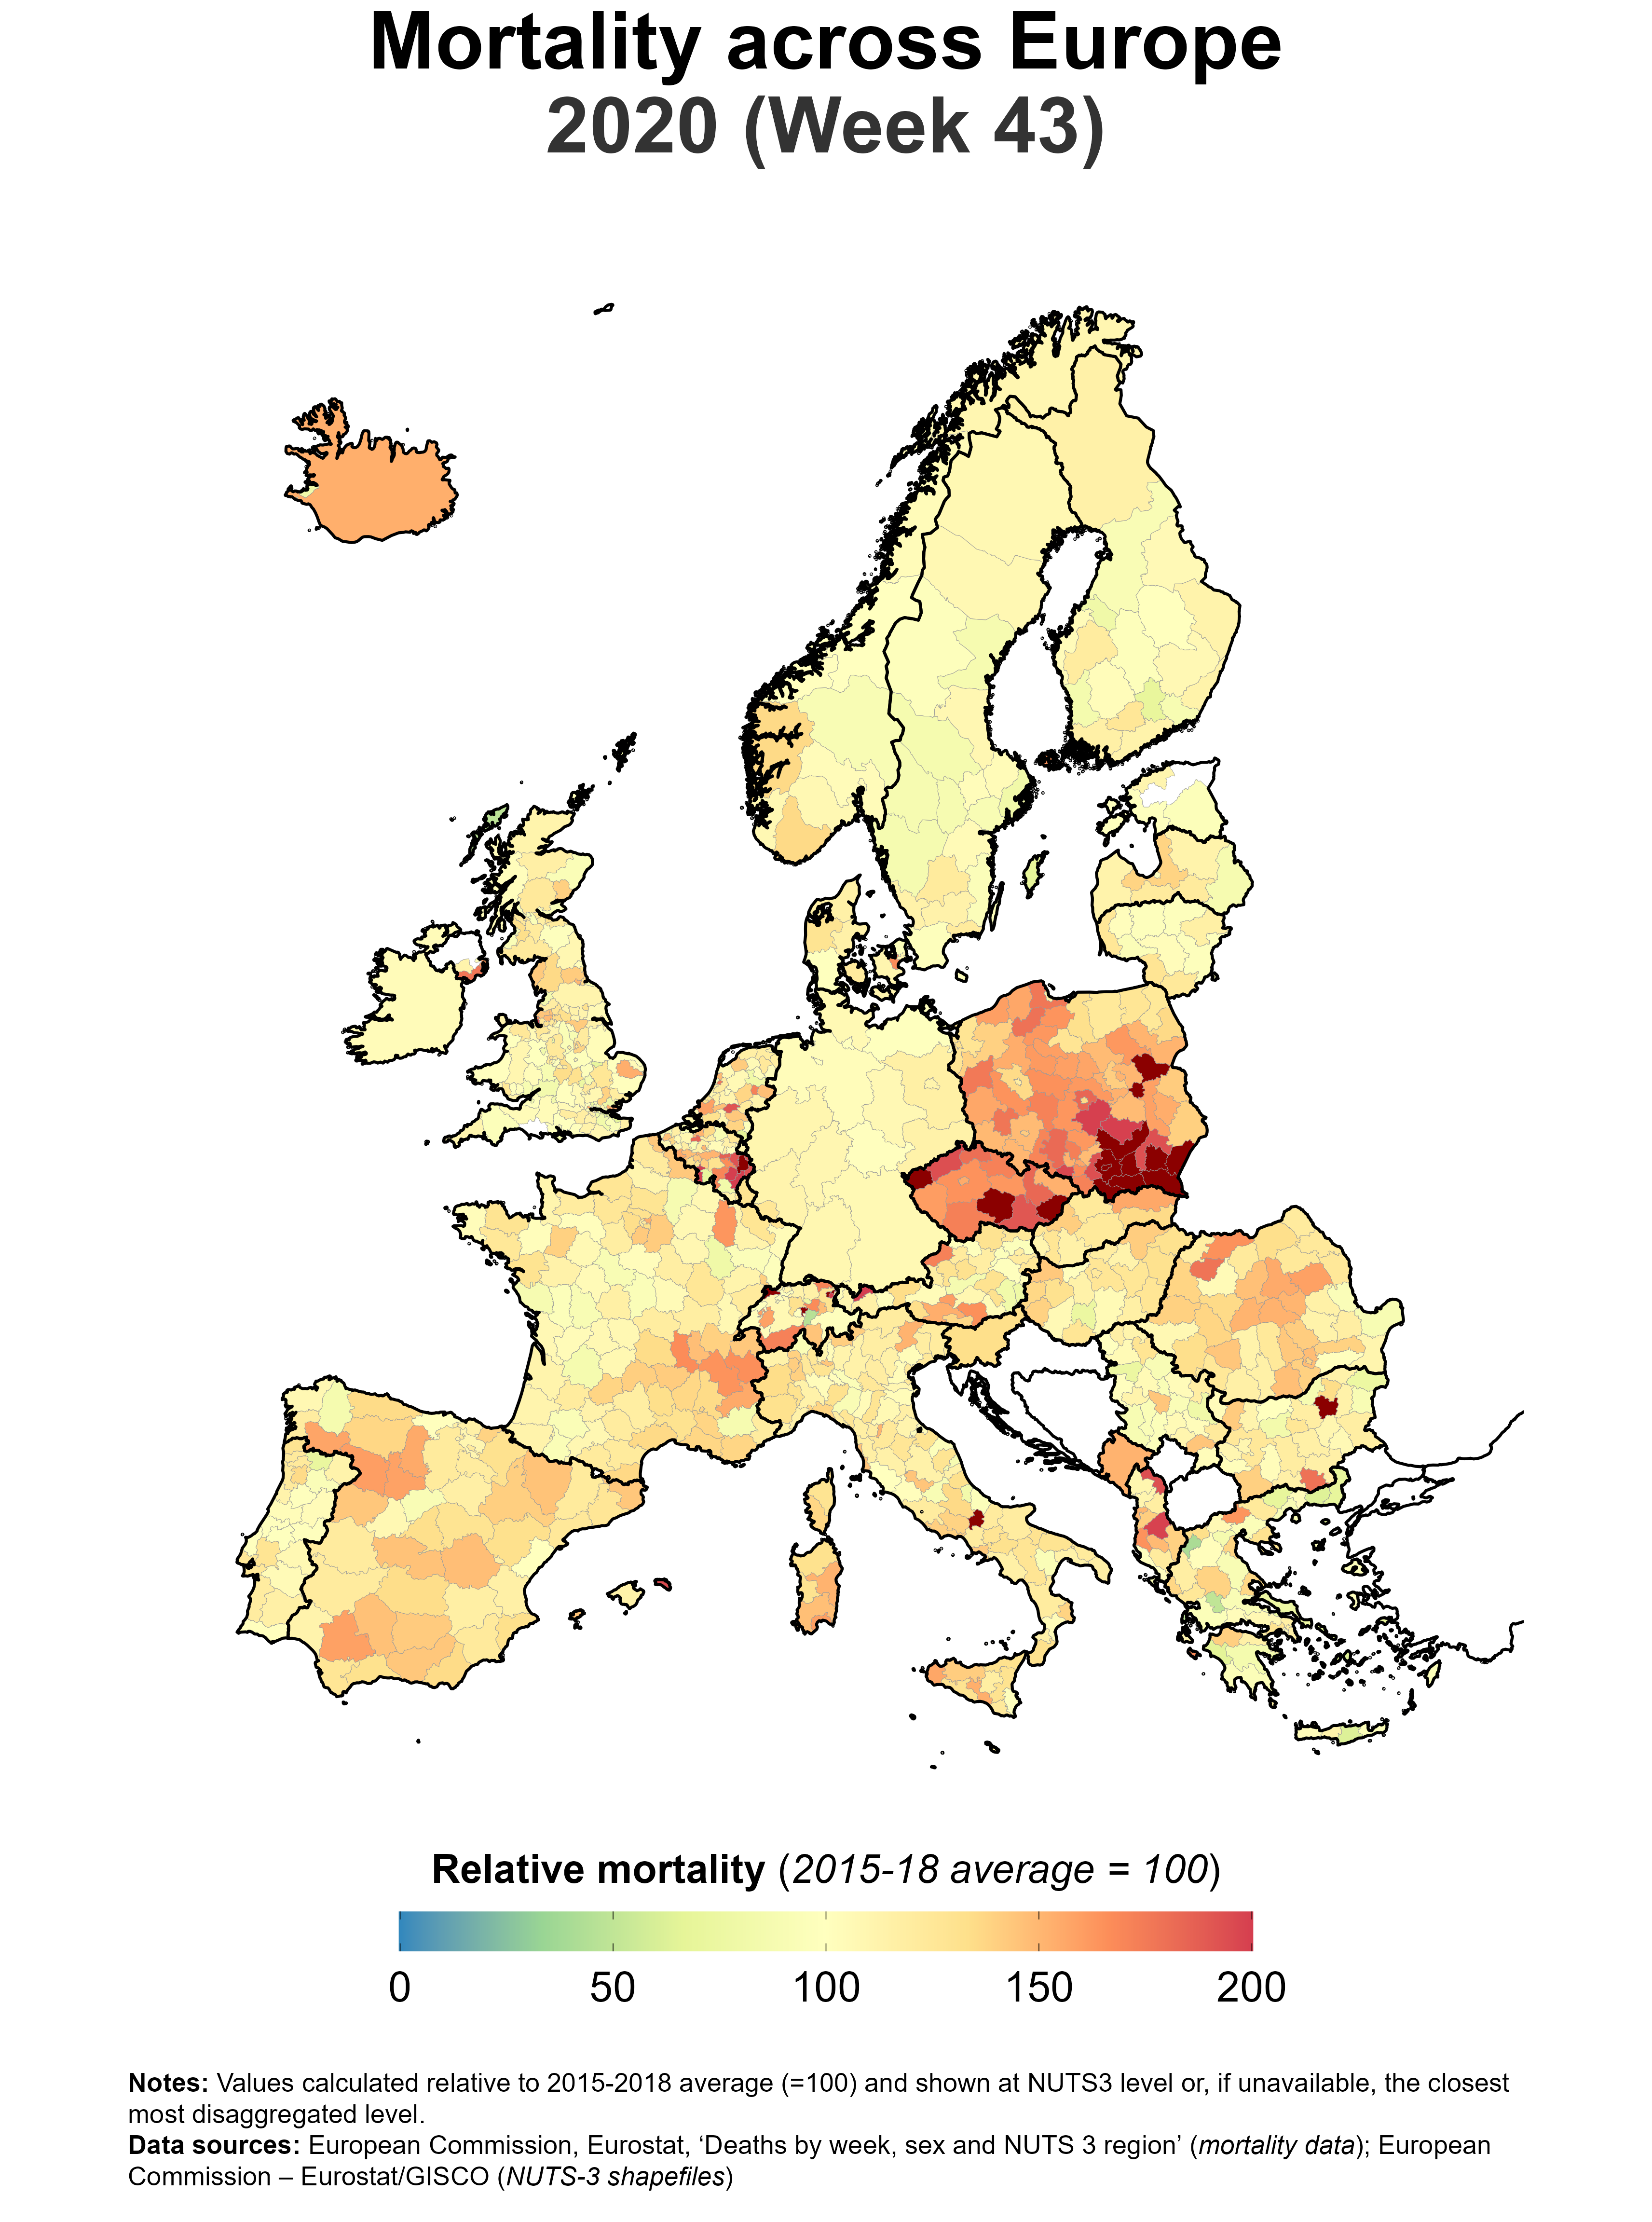 Mortality across Europe
2020 (Week 43)
Relative mortality (2015-18 average = 100)
0 50 100 150 200
Notes: Values calculated relative to 2015-2018 average (=100) and shown at NUTS3 level or, if unavailable, the closest
most disaggregated level.
Data sources: European Commission, Eurostat, ‘Deaths by week, sex and NUTS 3 region’ (mortality data); European
Commission – Eurostat/GISCO (NUTS-3 shapefiles)